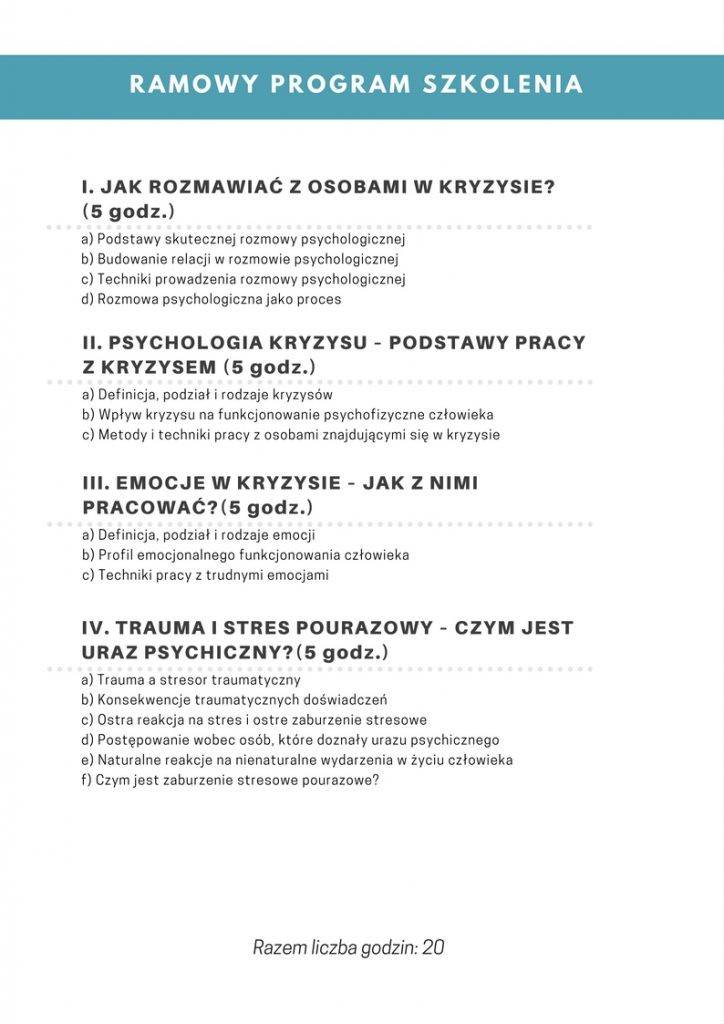 RAMOWY PROGRAM SZKOLENIA
I. JAK ROZMAWIAĆ Z OSOBAMI W KRYZYSIE?
(5 godz.)
a) Podstawy skutecznej rozmowy psychologicznej
b) Budowanie relacji w rozmowie psychologicznej
c) Techniki prowadzenia rozmowy psychologicznej
d) Rozmowa psychologiczna jako proces
II. PSYCHOLOGIA KRYZYSU - PODSTAWY PRACY
Z KRYZYSEM (5 godz.)
a) Definicja, podział i rodzaje kryzysów
b) Wpływ kryzysu na funkcjonowanie psychofizyczne człowieka
c) Metody i techniki pracy z osobami znajdującymi się w kryzysie
III. EMOCJE W KRYZYSIE - JAK Z NIMI
PRACOWAĆ?(5 godz.)
a) Definicja, podział i rodzaje emocji
b) Profil emocjonalnego funkcjonowania człowieka
c) Techniki pracy z trudnymi emocjami
IV. TRAUMA I STRES POURAZOWY - CZYM JEST
URAZ PSYCHICZNY?(5 godz.)
a) Trauma a stresor traumatyczny
b) Konsekwencje traumatycznych doświadczeń
c) Ostra reakcja na stres i ostre zaburzenie stresowe
d) Postępowanie wobec osób, które doznały urazu psychicznego
e) Naturalne reakcje na nienaturalne wydarzenia w życiu człowieka
f) Czym jest zaburzenie stresowe pourazowe?
Razem liczba godzin: 20